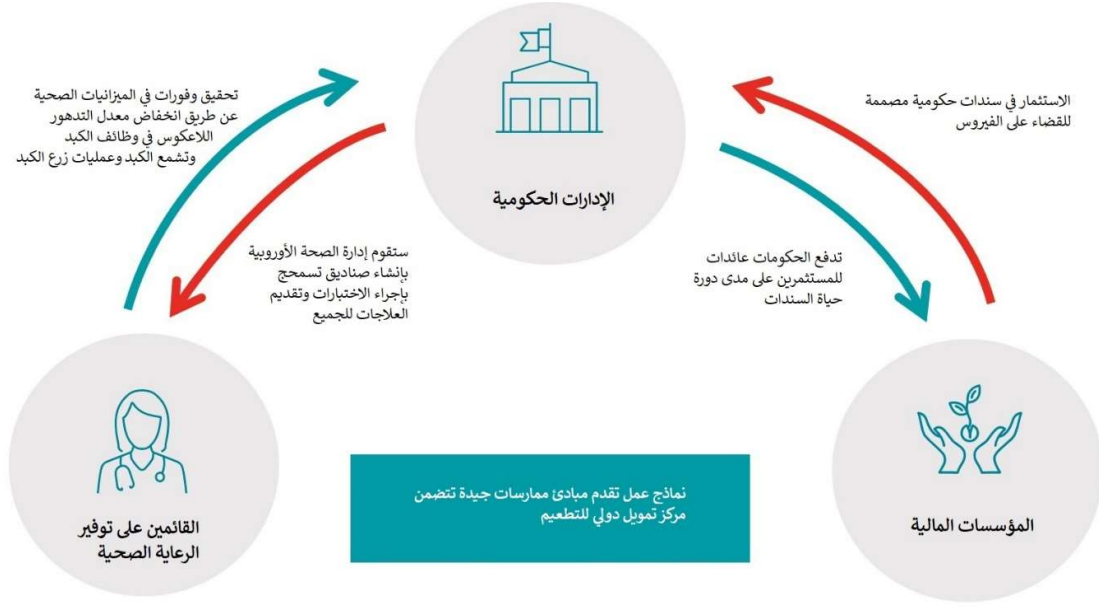 الاستثمار في سندات حكومية مصممة
للقضاء على الفيروس
الإدارات الحكومية
تحقيق وفورات في الميزانيات الصحية
عن طريق انخفاض معدل التدهور
اللاعكوس في وظائف الكبد
وتشمع الكبد وعمليات زرع الكبد
تدفع الحكومات عائدات
للمستثمرين على مدى دورة
حياة السندات
ستقوم إدارة الصحة الأوروبية
بإنشاء صناديق تسمحج
بإجراء الاختبارات وتقديم
العلاجات للجميع
المؤسسات المالية
نماذج عمل تقدم مبادئ ممارسات جيدة تتضمن
مركز تمويل دولي للتطعيم
القائمين على توفير
الرعاية الصحية